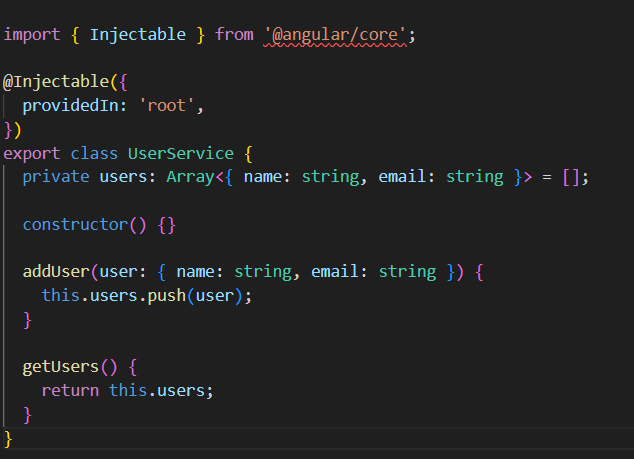 import { Injectable } from '@angular/core';
@Injectable({
  providedIn: 'root',
})
export class UserService {
  private users: Array<{ name: string, email: string }> = [];
  constructor() {}
  addUser(user: { name: string, email: string }) {
    this.users.push(user);
  }
  getUsers() {
    return this.users;
  }
}